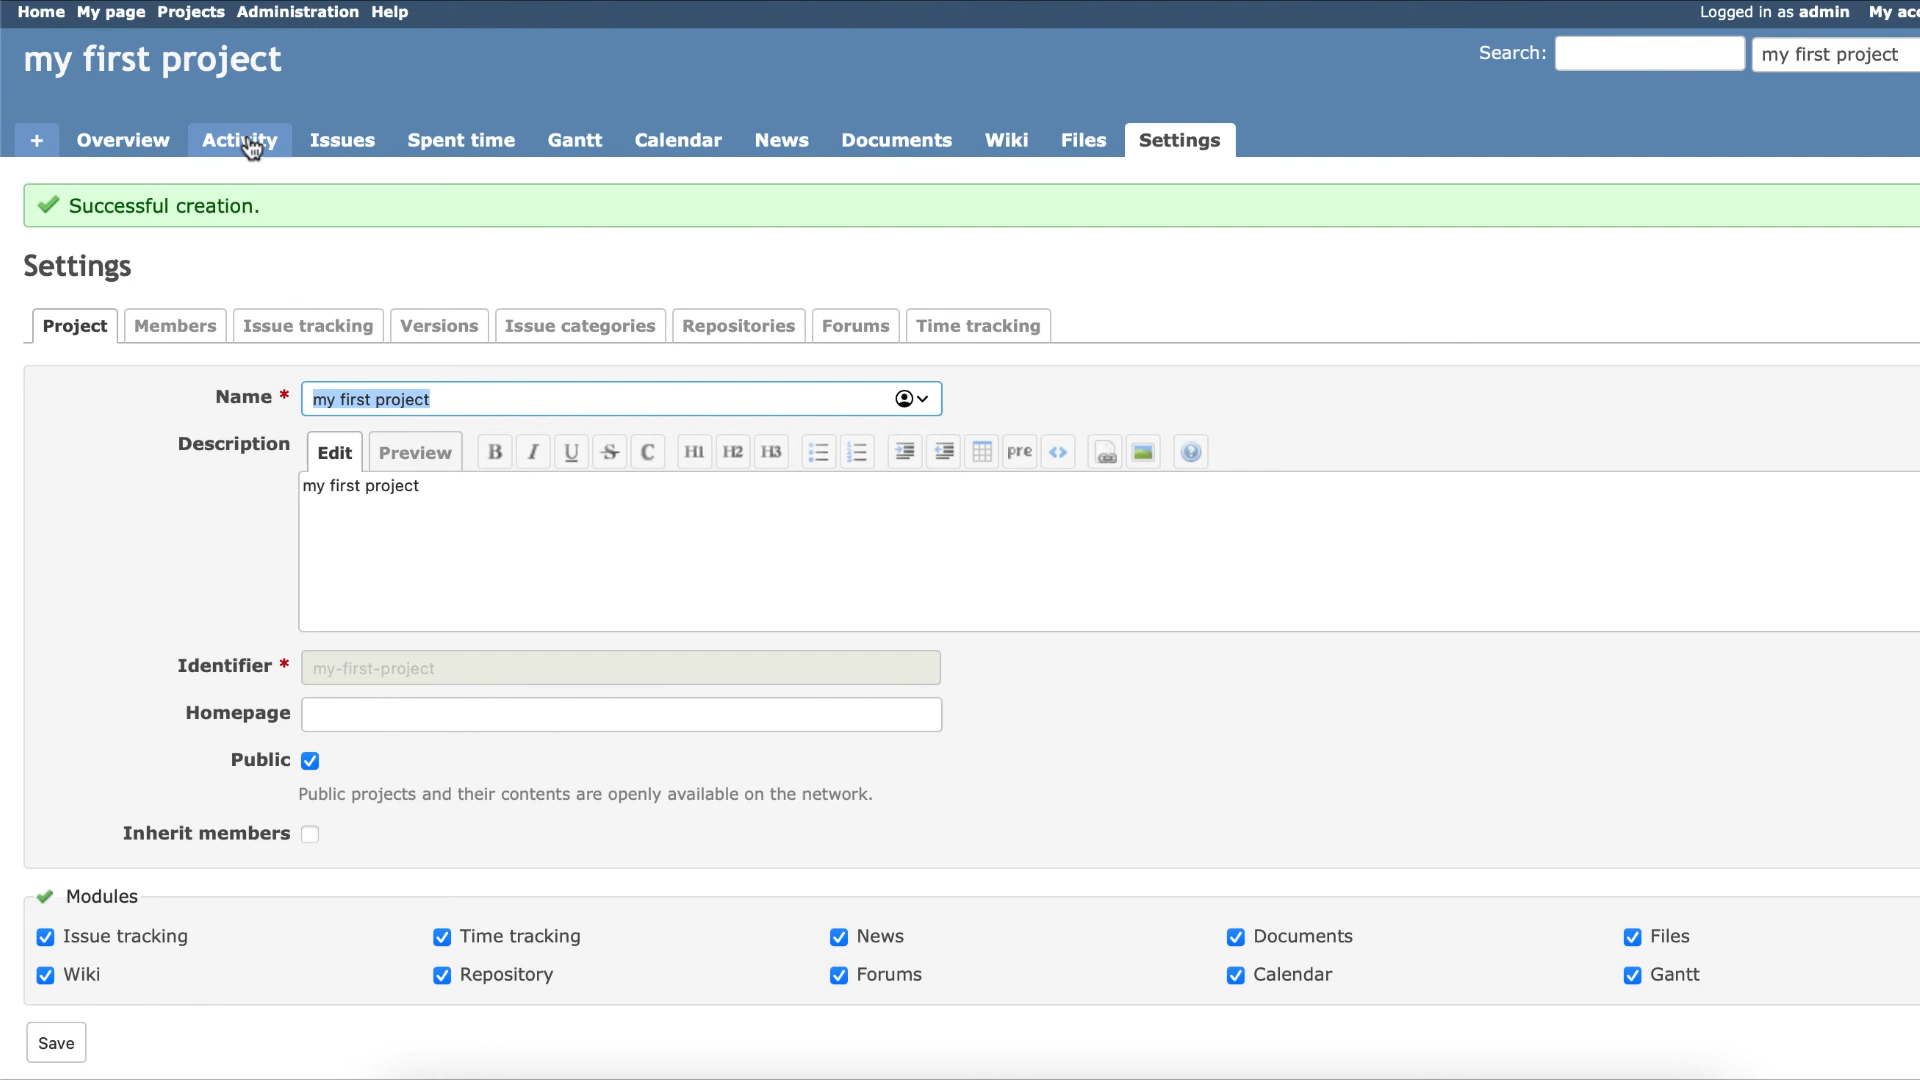 Home My page Projects Administration Help
Logged in as admin My acc
my first project
Search:
my first project
+ Overview Activity Issues Spent time Gantt Calendar News Documents Wiki Files Settings
Successful creation.
Settings
Project Members Issue tracking Versions Issue categories Repositories Forums Time tracking
Name * my first project
Description Edit Preview B I U S C H1 H2 H3 pre <> ?
my first project
Identifier * my-first-project
Homepage
Public
Public projects and their contents are openly available on the network.
Inherit members
Modules
Issue tracking Time tracking News Documents Files
Wiki Repository Forums Calendar Gantt
Save